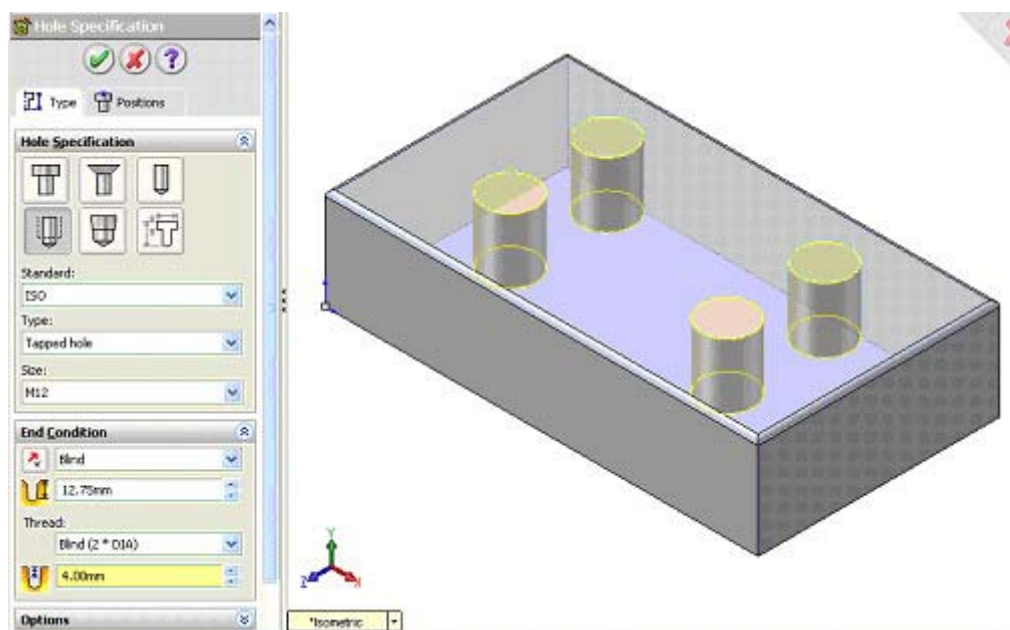 Hole Specification
Type
Positions
Hole Specification
Standard:
ISO
Type:
Tapped hole
Size:
M12
End Condition
Blind
12.75mm
Thread:
Blind (2 * DIA)
4.00mm
Options
Y
Z
X
*Isometric